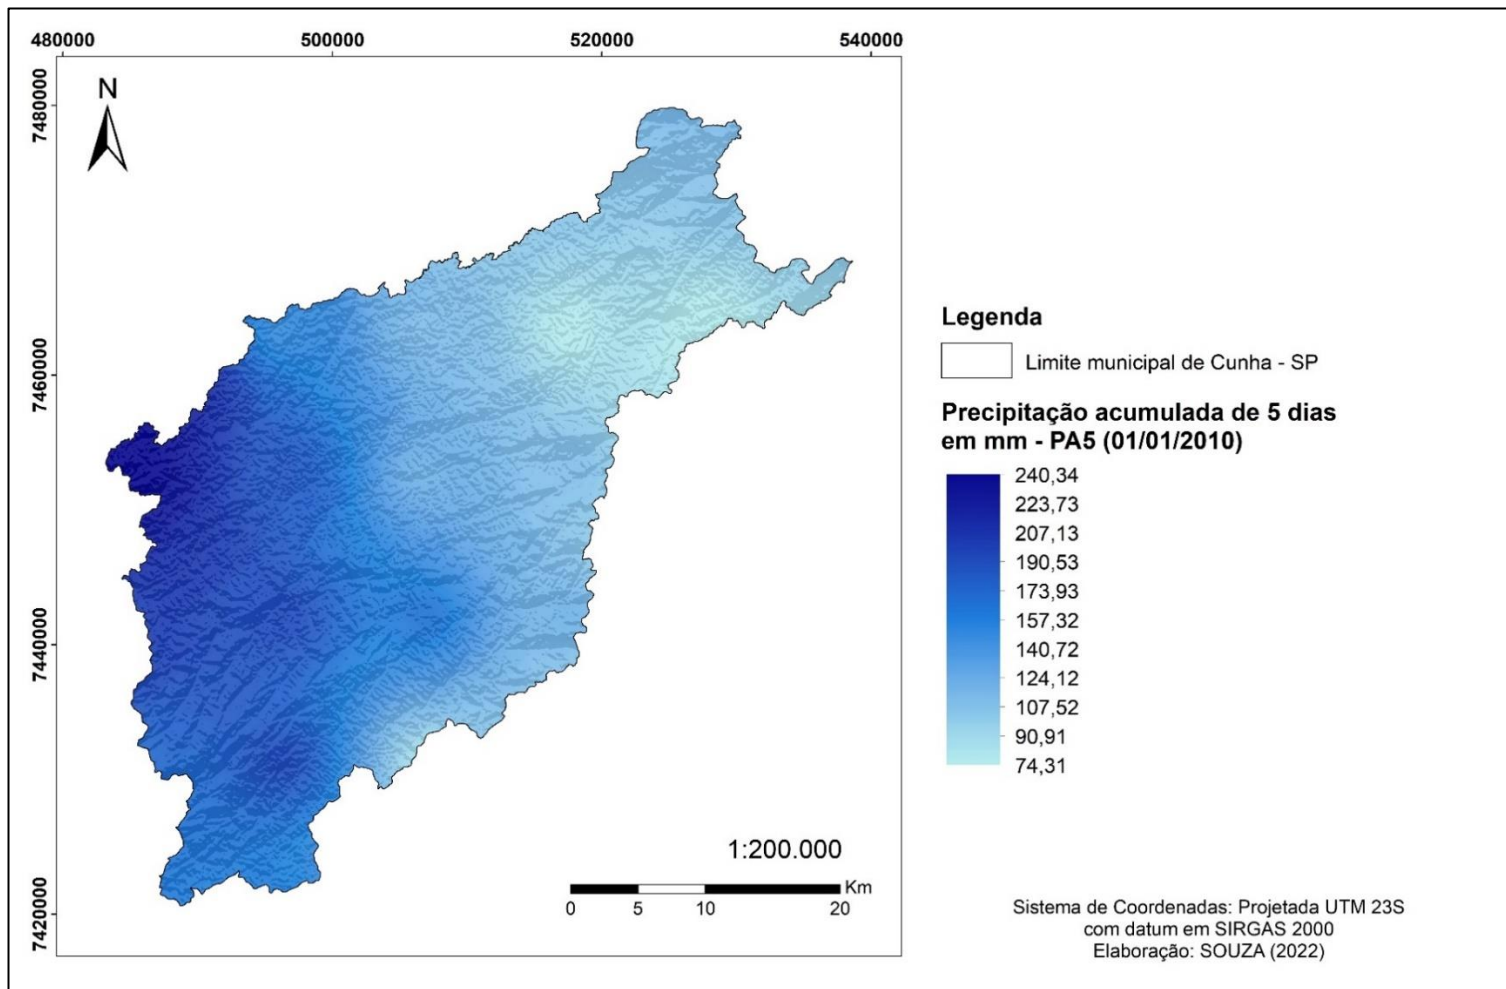 480000
500000
520000
540000
7480000
7460000
7440000
7420000
N
1:200.000
Km
0
5
10
20
Legenda
Limite municipal de Cunha - SP
Precipitação acumulada de 5 dias
em mm - PA5 (01/01/2010)
240,34
223,73
207,13
190,53
173,93
157,32
140,72
124,12
107,52
90,91
74,31
Sistema de Coordenadas: Projetada UTM 23S
com datum em SIRGAS 2000
Elaboração: SOUZA (2022)